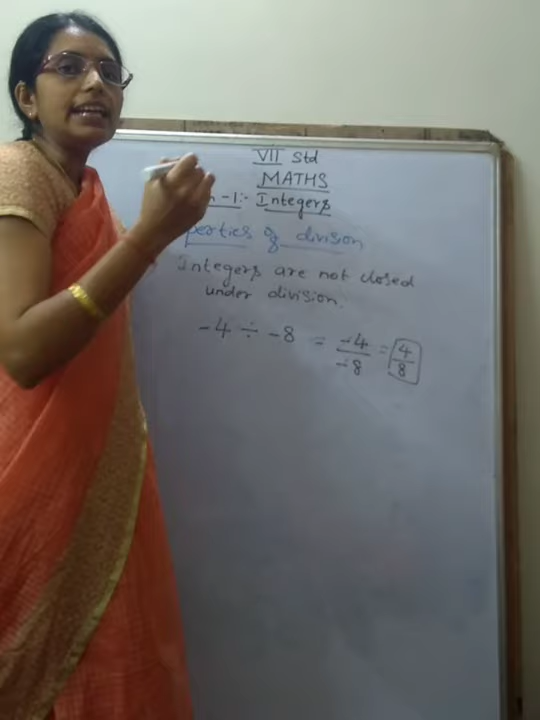 VII Std
MATHS
-1:- Integers
perties of division
Integers are not closed
under division.
-4 ÷ -8 = -4/-8 = 4/8